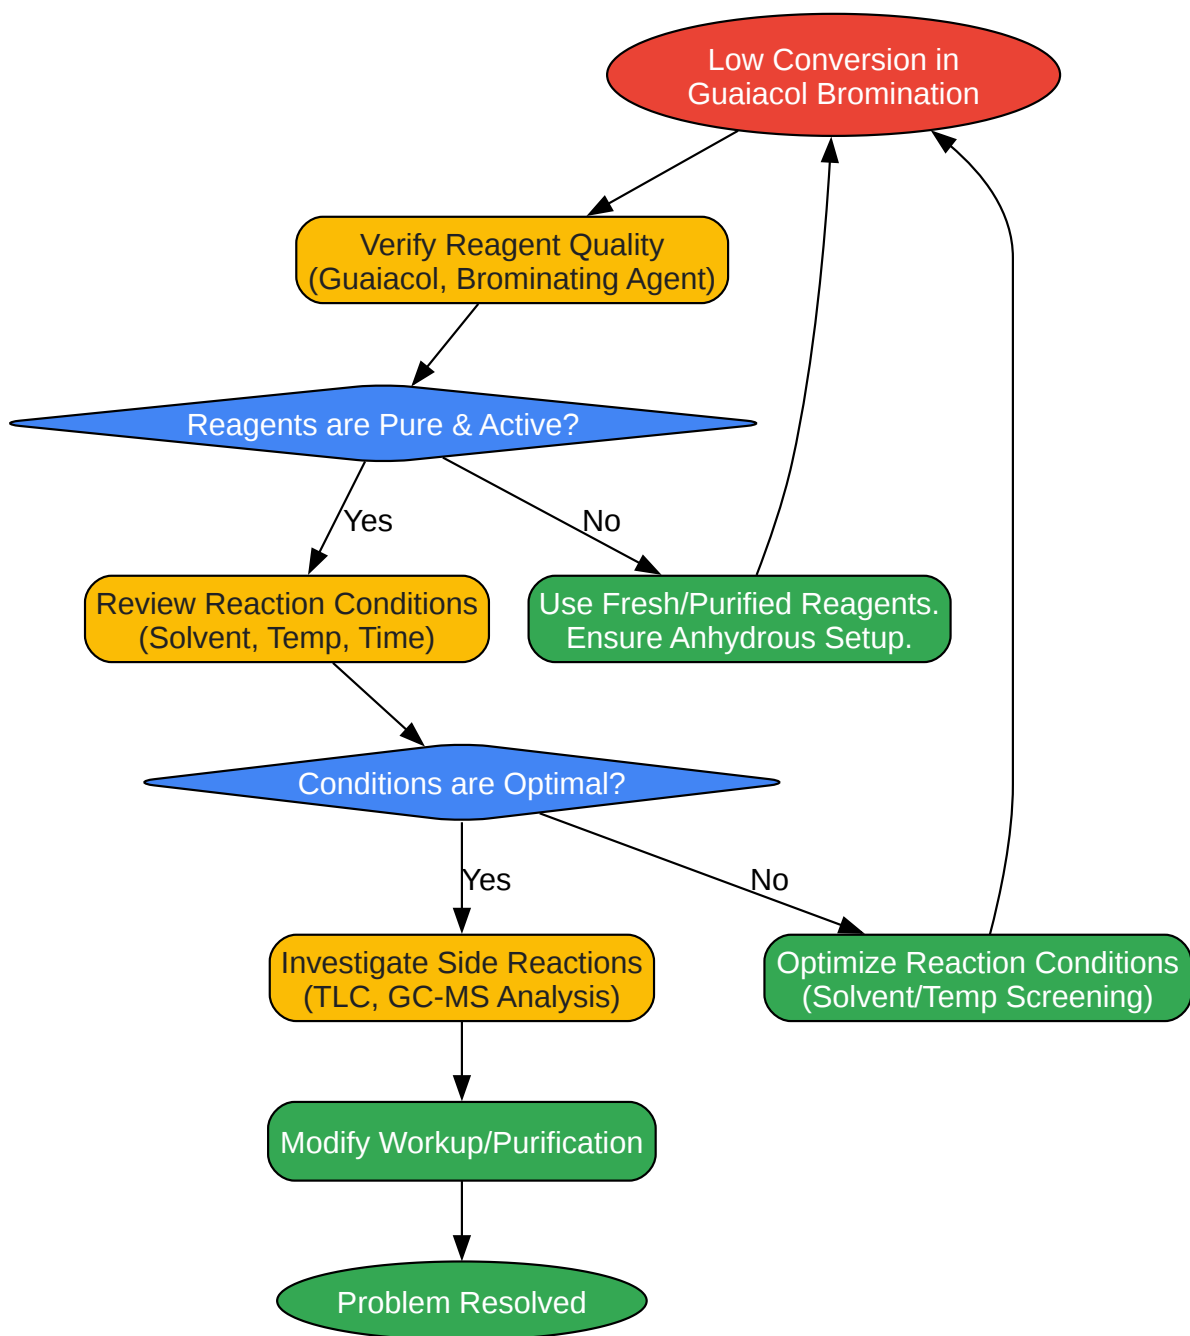 Low Conversion in
Guaiacol Bromination
Verify Reagent Quality
(Guaiacol, Brominating Agent)
Reagents are Pure & Active?
Yes
No
Review Reaction Conditions
(Solvent, Temp, Time)
Use Fresh/Purified Reagents.
Ensure Anhydrous Setup.
Conditions are Optimal?
Yes
No
Investigate Side Reactions
(TLC, GC-MS Analysis)
Optimize Reaction Conditions
(Solvent/Temp Screening)
Modify Workup/Purification
Problem Resolved